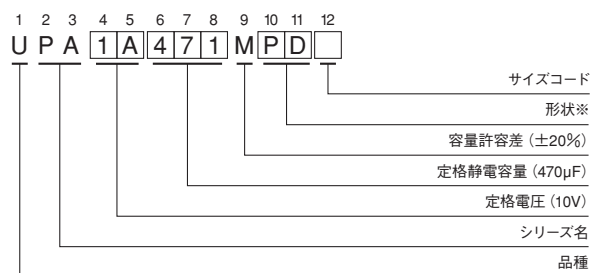 1 2 3 4 5 6 7 8 9 10 11 12
U P A 1 A 4 7 1 M P D
サイズコード
形状※
容量許容差（±20％）
定格静電容量（470µF）
定格電圧（10V）
シリーズ名
品種